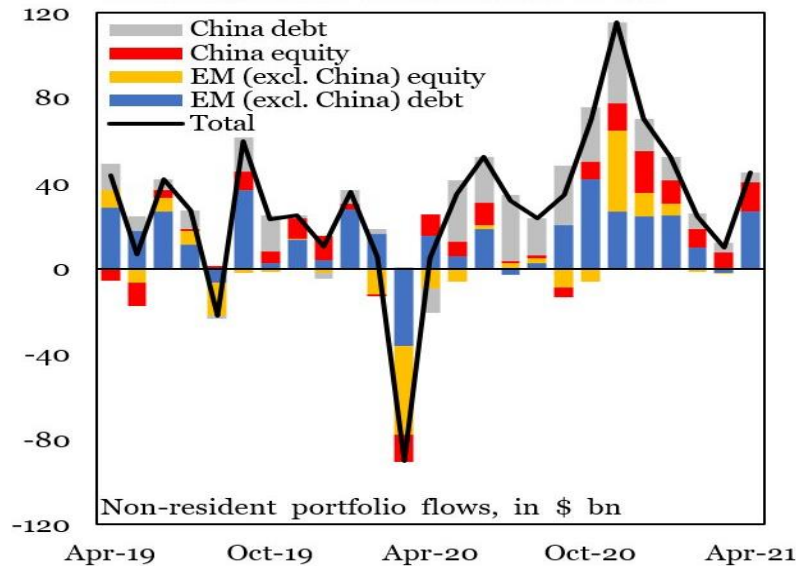 120
80
40
0
-40
-80
-120
China debt
China equity
EM (excl. China) equity
EM (excl. China) debt
Total
Non-resident portfolio flows, in $ bn
Apr-19 Oct-19 Apr-20 Oct-20 Apr-21